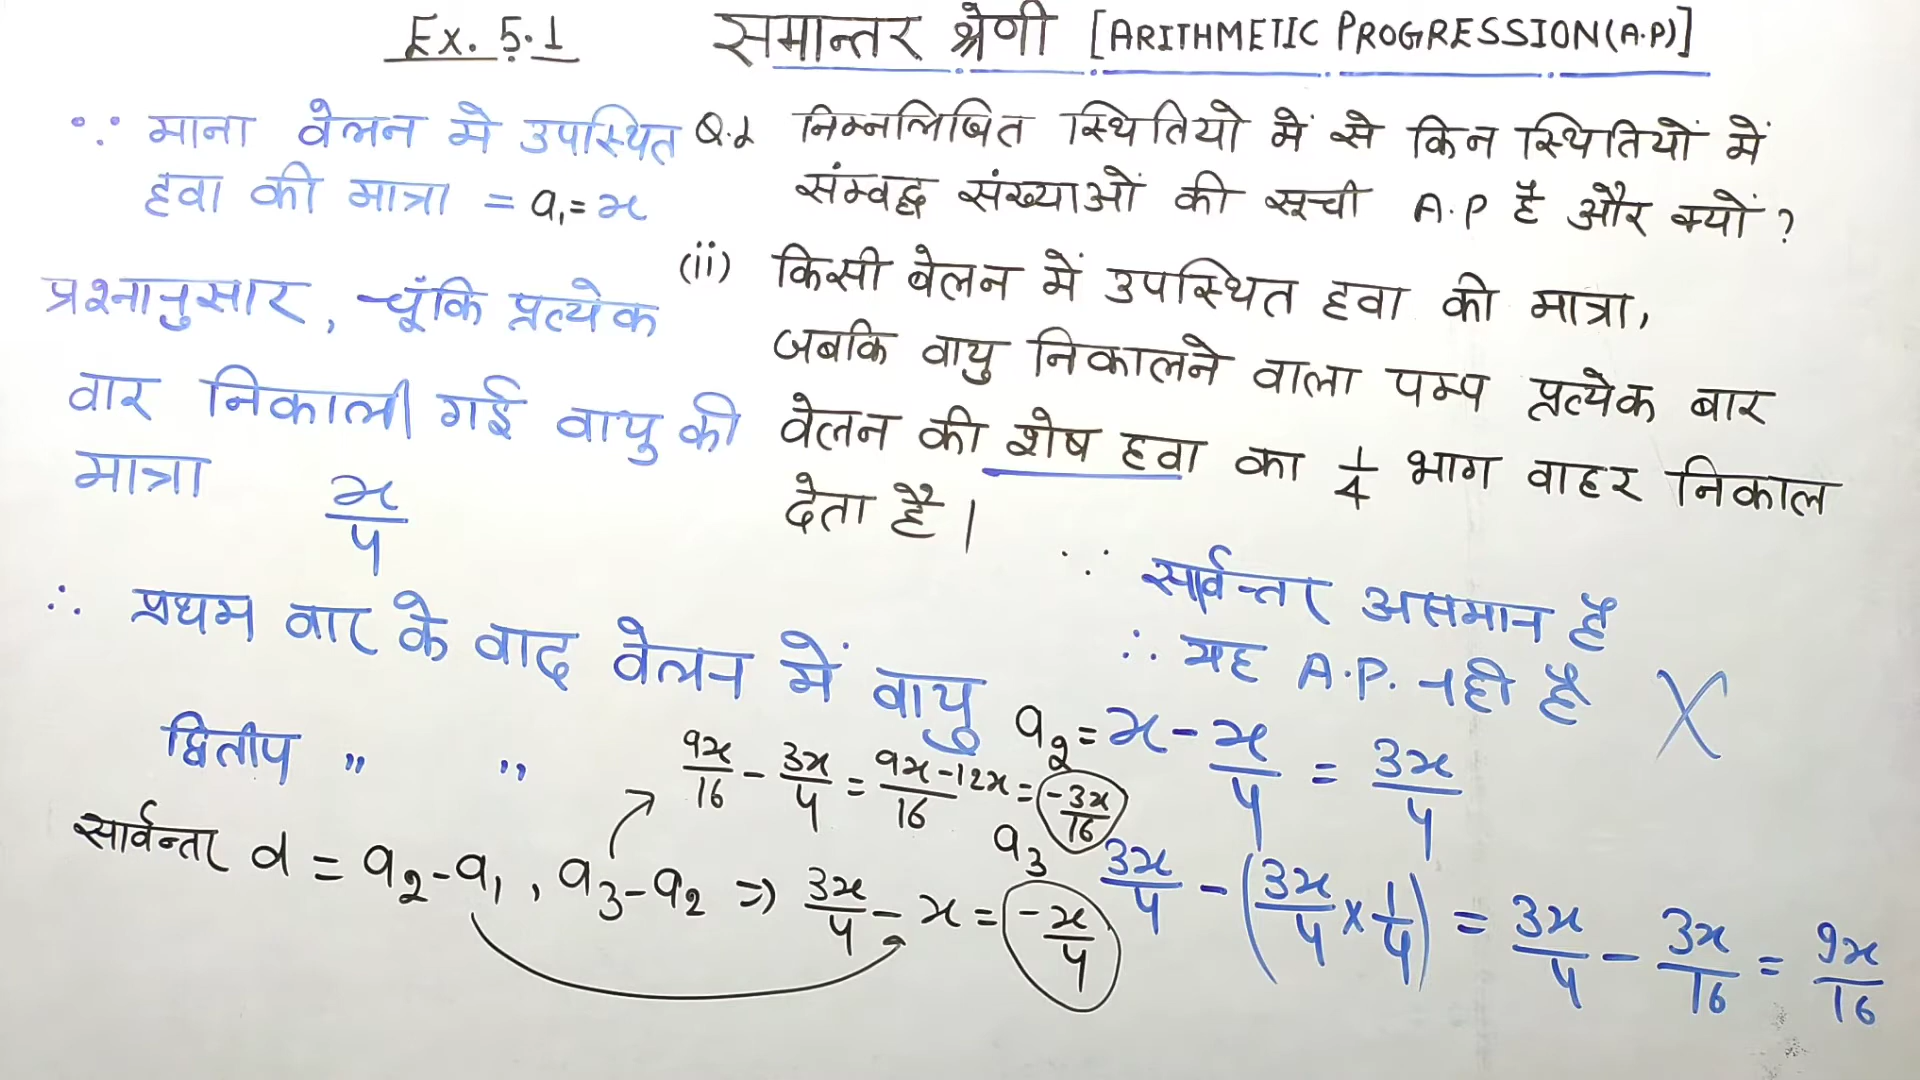 Ex. 5.1 समान्तर श्रेणी [ARITHMETIC PROGRESSION(A.P)]
Q.1 निम्नलिखित स्थितियो में से किन स्थितियों में
संम्वद्ध संख्याओं की सूची A.P है और क्यों ?
(ii) किसी बेलन में उपस्थित हवा की मात्रा,
जबकि वायु निकालने वाला पम्प प्रत्येक बार
वेलन की शेष हवा का 1/4 भाग वाहर निकाल
देता है।
∵ माना वेलन मे उपस्थित
हवा की मात्रा = a₁ = x
प्रश्नानुसार, चूँकि प्रत्येक
वार निकाली गई वायु की
मात्रा x/4
∴ प्रथम वार के वाद वेलन में वायु a₂ = x - x/4 = 3x/4
द्वितीय " " a₃ 3x/4 - (3x/4 × 1/4) = 3x/4 - 3x/16 = 9x/16
सार्वन्तर d = a₂-a₁, a₃-a₂ ⇒ 3x/4 - x = -x/4
9x/16 - 3x/4 = 9x-12x/16 = -3x/16
∵ सार्वन्तर असमान है
∴ यह A.P. नही है X